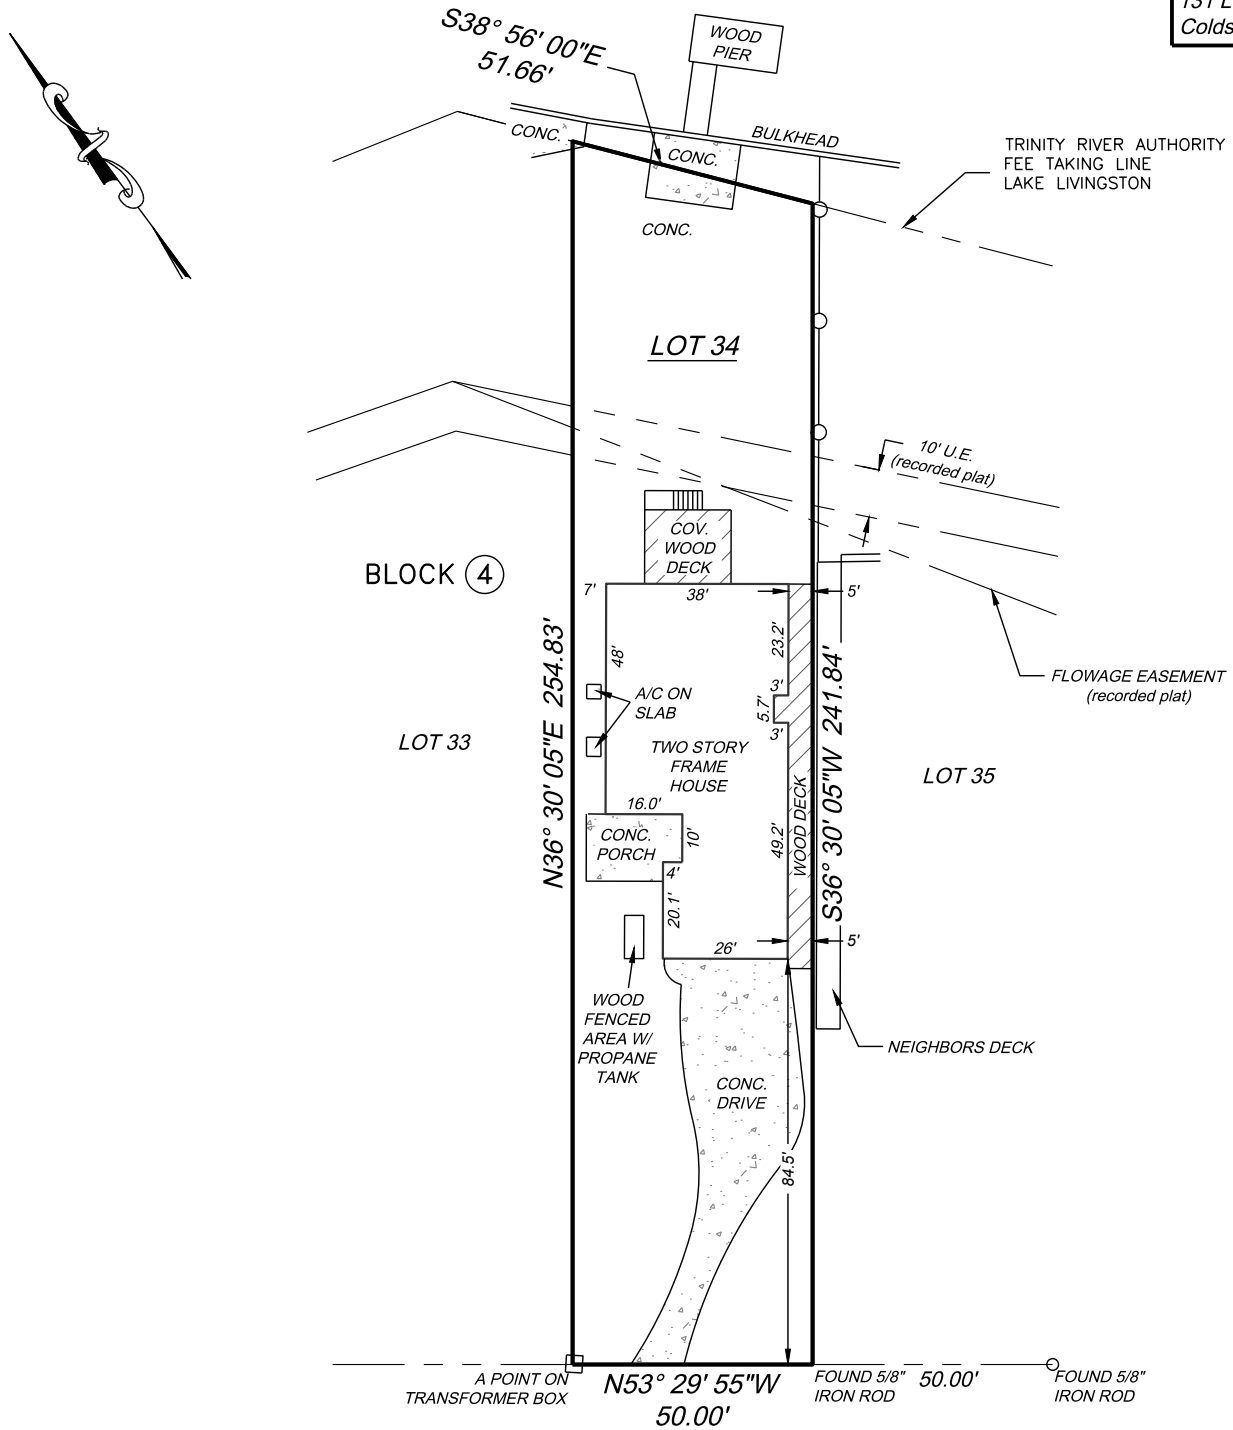 131 L
Colds
S38° 56' 00"E
51.66'
WOOD
PIER
CONC.
BULKHEAD
CONC.
TRINITY RIVER AUTHORITY
FEE TAKING LINE
LAKE LIVINGSTON
CONC.
LOT 34
10' U.E.
(recorded plat)
COV.
WOOD
DECK
BLOCK 4
7'
38'
5'
23.2'
48'
FLOWAGE EASEMENT
(recorded plat)
A/C ON
SLAB
3'
5.7'
3'
N36° 30' 05"E 254.83'
S36° 30' 05"W 241.84'
LOT 33
TWO STORY
FRAME
HOUSE
LOT 35
16.0'
WOOD DECK
CONC.
PORCH
10'
49.2'
4'
20.1'
26'
5'
WOOD
FENCED
AREA W/
PROPANE
TANK
NEIGHBORS DECK
CONC.
DRIVE
84.5'
A POINT ON
TRANSFORMER BOX
N53° 29' 55"W
50.00'
FOUND 5/8"
IRON ROD
50.00'
FOUND 5/8"
IRON ROD